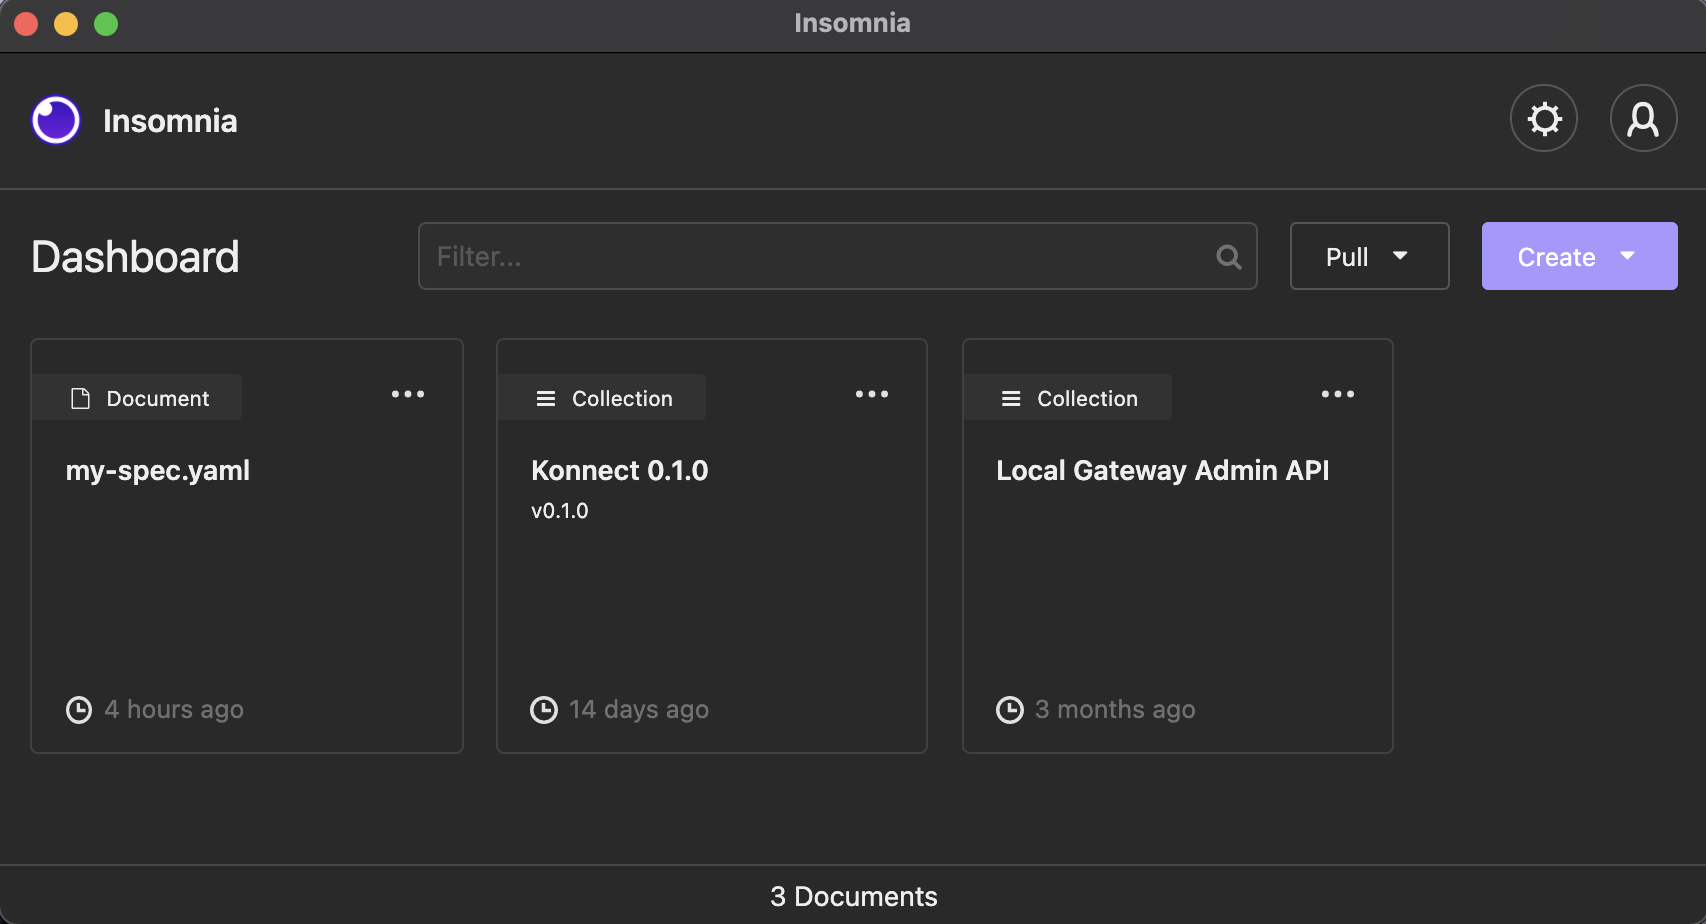 Insomnia
Insomnia
Dashboard
Filter...
Pull
Create
Document
my-spec.yaml
4 hours ago
Collection
Konnect 0.1.0
v0.1.0
14 days ago
Collection
Local Gateway Admin API
3 months ago
3 Documents